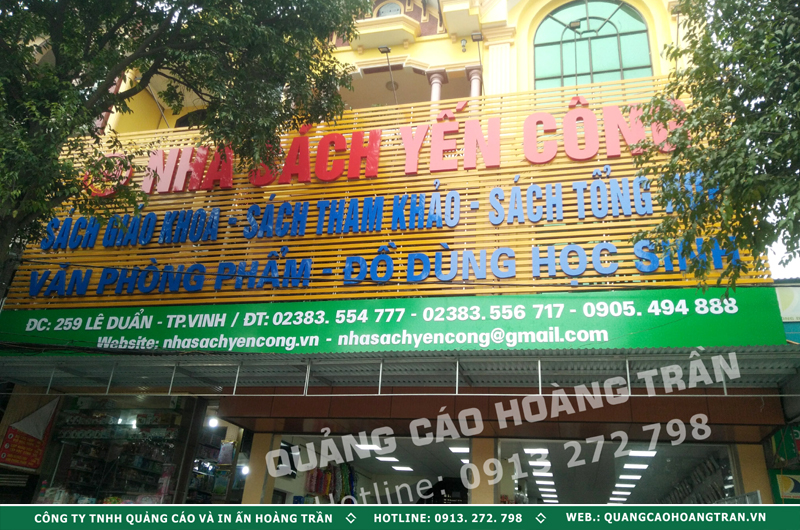 NHÀ SÁCH YẾN CÔNG
SÁCH GIÁO KHOA - SÁCH THAM KHẢO - SÁCH TỔNG
VĂN PHÒNG PHẨM - ĐỒ DÙNG HỌC SINH
ĐC: 259 LÊ DUẨN - TP.VINH / ĐT: 02383. 554 777 - 02383. 556 717 - 0905. 494 888
Website: nhasachyencong.vn - nhasachyencong@gmail.com
QUẢNG CÁO HOÀNG TRẦN
Hotline: 0913 272 798
CÔNG TY TNHH QUẢNG CÁO VÀ IN ẤN HOÀNG TRẦN HOTLINE: 0913. 272. 798 WEB.: QUANGCAOHOANGTRAN.VN